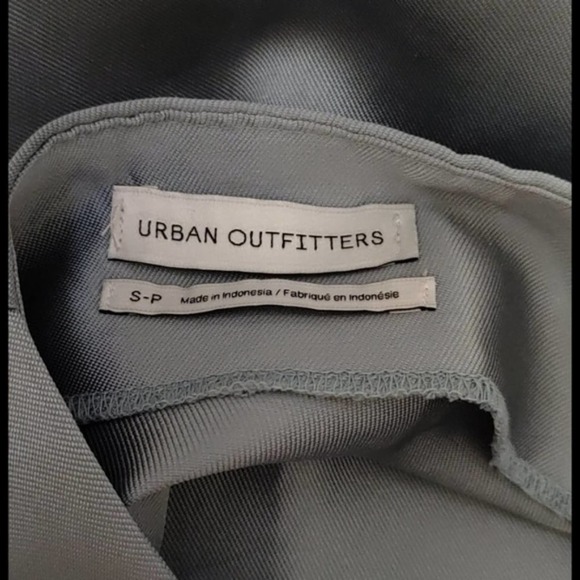 URBAN OUTFITTERS
S-P Made in Indonesia / Fabriqué en Indonésie